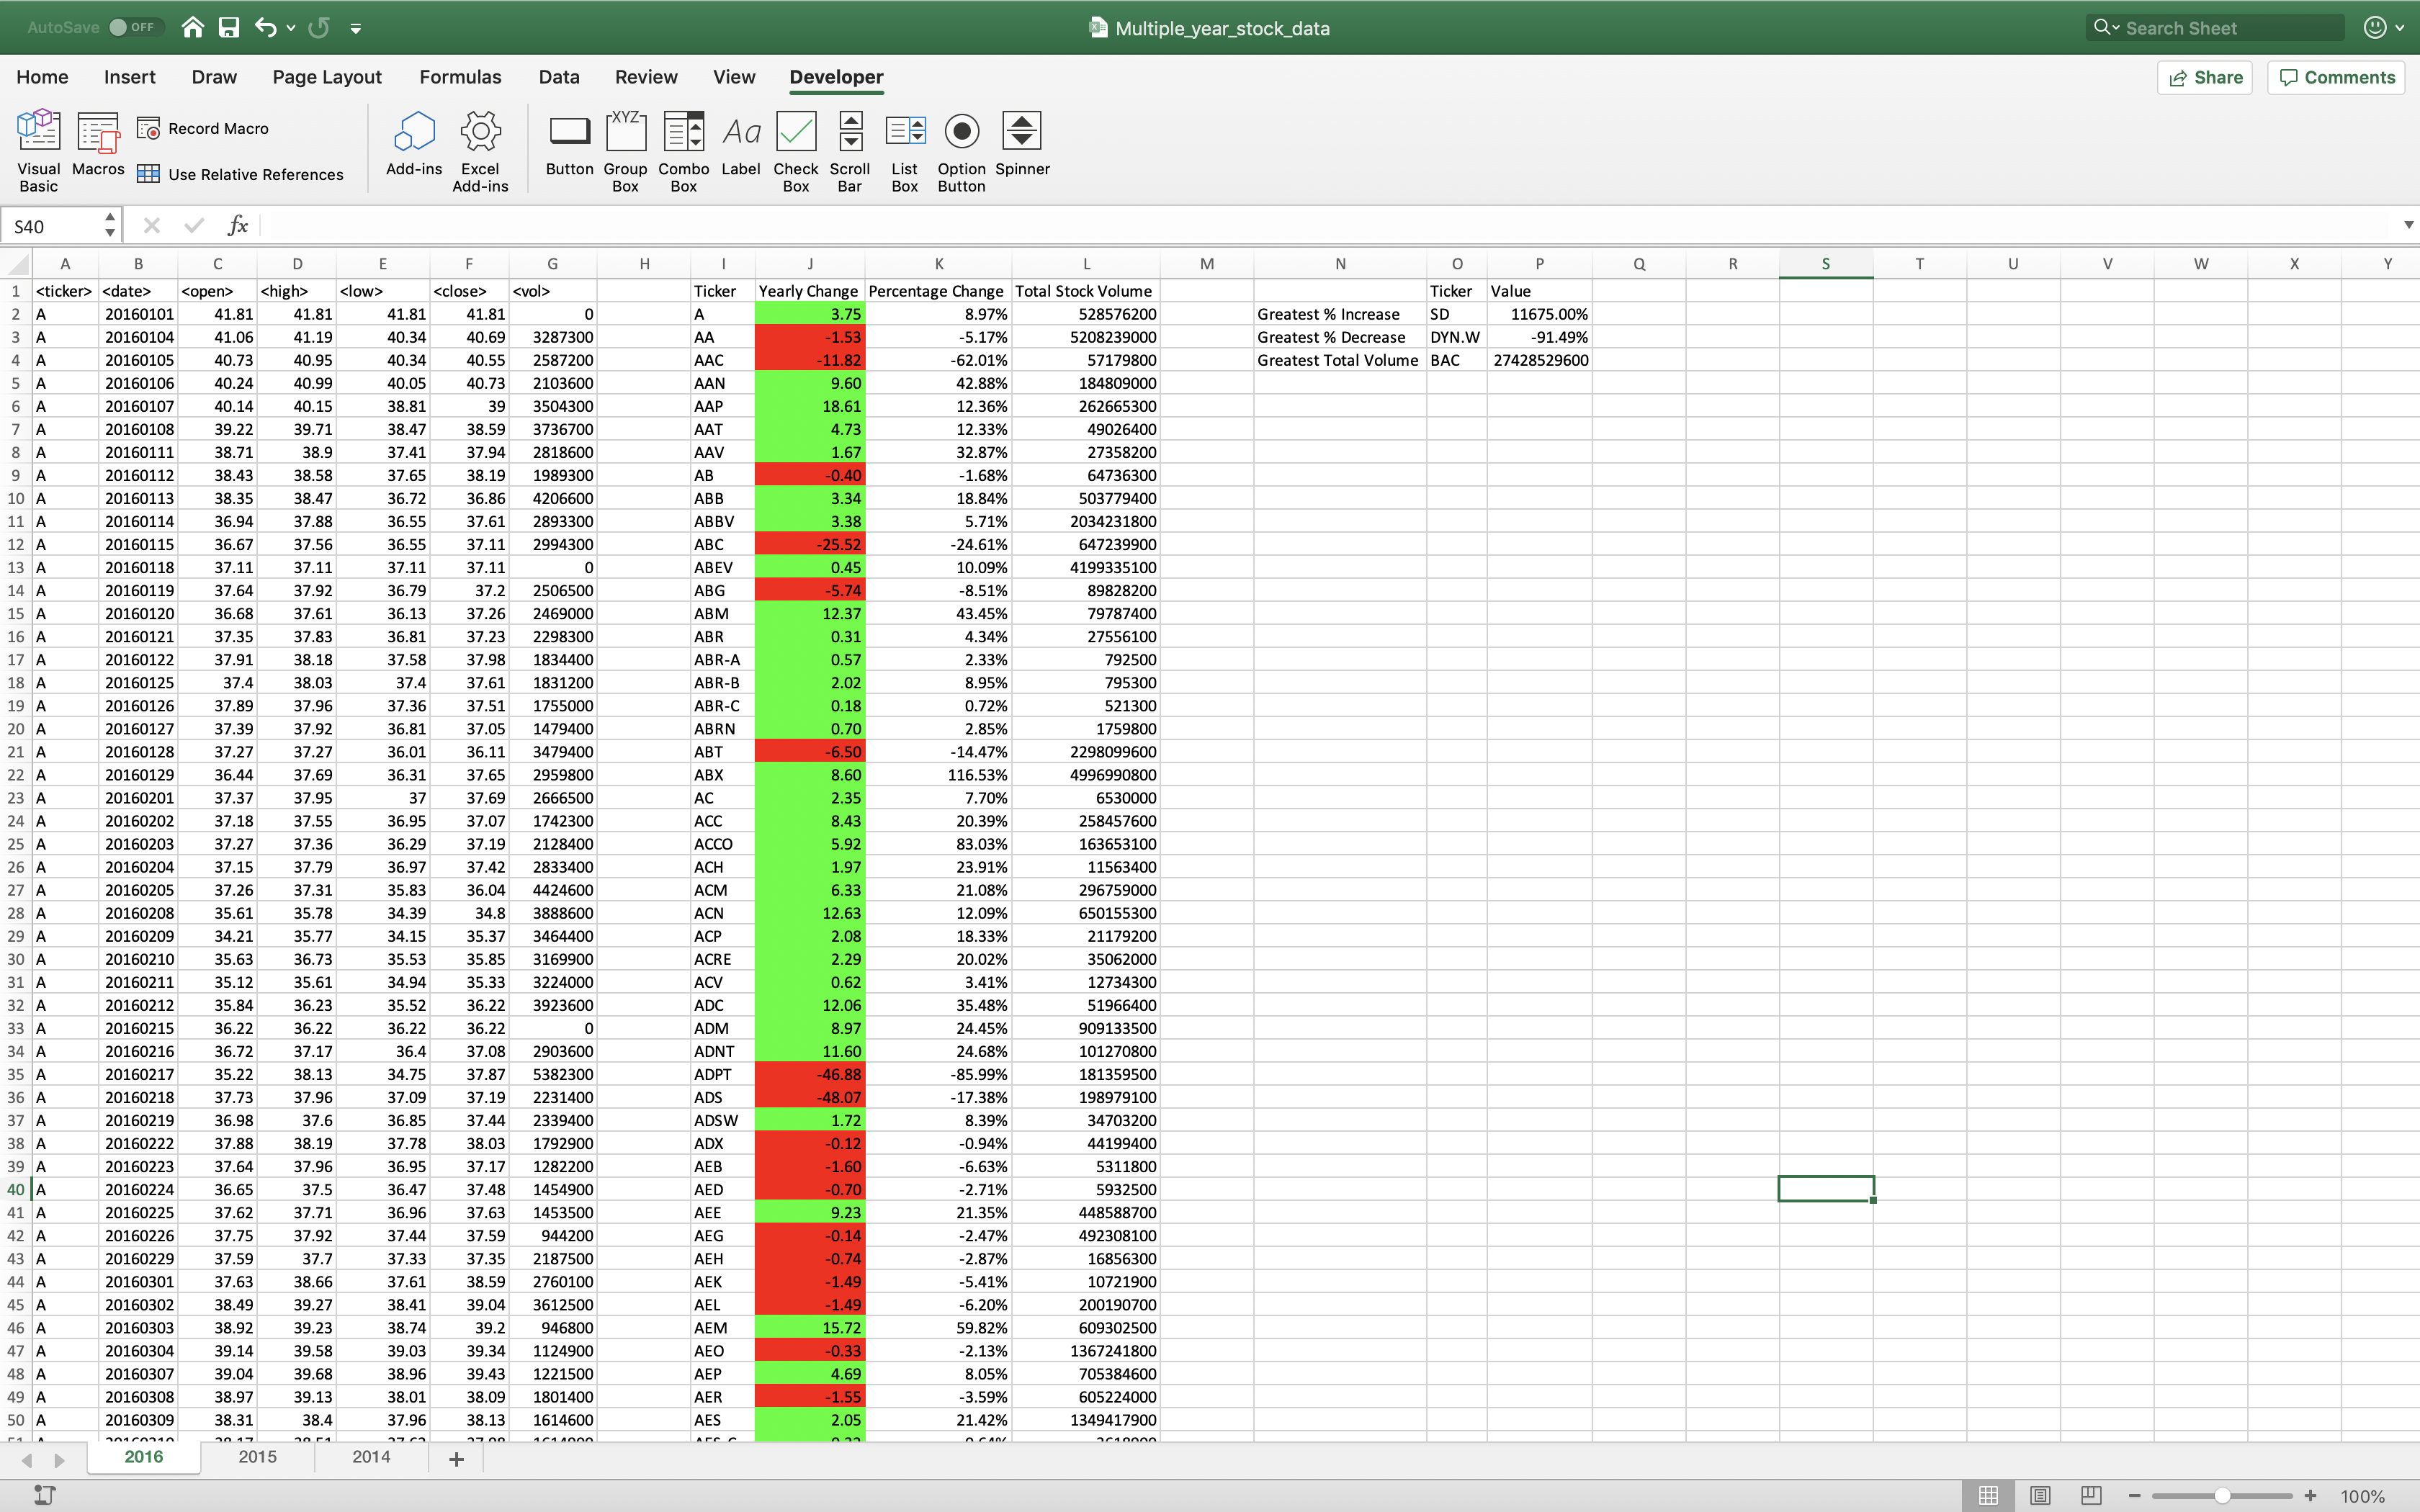 AutoSave OFF Multiple_year_stock_data Search Sheet
Home Insert Draw Page Layout Formulas Data Review View Developer Share Comments
Visual Basic Macros Record Macro Use Relative References Add-ins Excel Add-ins Button Group Box Combo Box Label Check Box Scroll Bar List Box Option Button Spinner
XYZ Aa
S40 fx
A B C D E F G H I J K L M N O P Q R S T U V W X Y
1 <ticker> <date> <open> <high> <low> <close> <vol> Ticker Yearly Change Percentage Change Total Stock Volume Ticker Value
2 A 20160101 41.81 41.81 41.81 41.81 0 A 3.75 8.97% 528576200 Greatest % Increase SD 11675.00%
3 A 20160104 41.06 41.19 40.34 40.69 3287300 AA -1.53 -5.17% 5208239000 Greatest % Decrease DYN.W -91.49%
4 A 20160105 40.73 40.95 40.34 40.55 2587200 AAC -11.82 -62.01% 57179800 Greatest Total Volume BAC 27428529600
5 A 20160106 40.24 40.99 40.05 40.73 2103600 AAN 9.60 42.88% 184809000
6 A 20160107 40.14 40.15 38.81 39 3504300 AAP 18.61 12.36% 262665300
7 A 20160108 39.22 39.71 38.47 38.59 3736700 AAT 4.73 12.33% 49026400
8 A 20160111 38.71 38.9 37.41 37.94 2818600 AAV 1.67 32.87% 27358200
9 A 20160112 38.43 38.58 37.65 38.19 1989300 AB -0.40 -1.68% 64736300
10 A 20160113 38.35 38.47 36.72 36.86 4206600 ABB 3.34 18.84% 503779400
11 A 20160114 36.94 37.88 36.55 37.61 2893300 ABBV 3.38 5.71% 2034231800
12 A 20160115 36.67 37.56 36.55 37.11 2994300 ABC -25.52 -24.61% 647239900
13 A 20160118 37.11 37.11 37.11 37.11 0 ABEV 0.45 10.09% 4199335100
14 A 20160119 37.64 37.92 36.79 37.2 2506500 ABG -5.74 -8.51% 89828200
15 A 20160120 36.68 37.61 36.13 37.26 2469000 ABM 12.37 43.45% 79787400
16 A 20160121 37.35 37.83 36.81 37.23 2298300 ABR 0.31 4.34% 27556100
17 A 20160122 37.91 38.18 37.58 37.98 1834400 ABR-A 0.57 2.33% 792500
18 A 20160125 37.4 38.03 37.4 37.61 1831200 ABR-B 2.02 8.95% 795300
19 A 20160126 37.89 37.96 37.36 37.51 1755000 ABR-C 0.18 0.72% 521300
20 A 20160127 37.39 37.92 36.81 37.05 1479400 ABRN 0.70 2.85% 1759800
21 A 20160128 37.27 37.27 36.01 36.11 3479400 ABT -6.50 -14.47% 2298099600
22 A 20160129 36.44 37.69 36.31 37.65 2959800 ABX 8.60 116.53% 4996990800
23 A 20160201 37.37 37.95 37 37.69 2666500 AC 2.35 7.70% 6530000
24 A 20160202 37.18 37.55 36.95 37.07 1742300 ACC 8.43 20.39% 258457600
25 A 20160203 37.27 37.36 36.29 37.19 2128400 ACCO 5.92 83.03% 163653100
26 A 20160204 37.15 37.79 36.97 37.42 2833400 ACH 1.97 23.91% 11563400
27 A 20160205 37.26 37.31 35.83 36.04 4424600 ACM 6.33 21.08% 296759000
28 A 20160208 35.61 35.78 34.39 34.8 3888600 ACN 12.63 12.09% 650155300
29 A 20160209 34.21 35.77 34.15 35.37 3464400 ACP 2.08 18.33% 21179200
30 A 20160210 35.63 36.73 35.53 35.85 3169900 ACRE 2.29 20.02% 35062000
31 A 20160211 35.12 35.61 34.94 35.33 3224000 ACV 0.62 3.41% 12734300
32 A 20160212 35.84 36.23 35.52 36.22 3923600 ADC 12.06 35.48% 51966400
33 A 20160215 36.22 36.22 36.22 36.22 0 ADM 8.97 24.45% 909133500
34 A 20160216 36.72 37.17 36.4 37.08 2903600 ADNT 11.60 24.68% 101270800
35 A 20160217 35.22 38.13 34.75 37.87 5382300 ADPT -46.88 -85.99% 181359500
36 A 20160218 37.73 37.96 37.09 37.19 2231400 ADS -48.07 -17.38% 198979100
37 A 20160219 36.98 37.6 36.85 37.44 2339400 ADSW 1.72 8.39% 34703200
38 A 20160222 37.88 38.19 37.78 38.03 1792900 ADX -0.12 -0.94% 44199400
39 A 20160223 37.64 37.96 36.95 37.17 1282200 AEB -1.60 -6.63% 5311800
40 A 20160224 36.65 37.5 36.47 37.48 1454900 AED -0.70 -2.71% 5932500
41 A 20160225 37.62 37.71 36.96 37.63 1453500 AEE 9.23 21.35% 448588700
42 A 20160226 37.75 37.92 37.44 37.59 944200 AEG -0.14 -2.47% 492308100
43 A 20160229 37.59 37.7 37.33 37.35 2187500 AEH -0.74 -2.87% 16856300
44 A 20160301 37.63 38.66 37.61 38.59 2760100 AEK -1.49 -5.41% 10721900
45 A 20160302 38.49 39.27 38.41 39.04 3612500 AEL -1.49 -6.20% 200190700
46 A 20160303 38.92 39.23 38.74 39.2 946800 AEM 15.72 59.82% 609302500
47 A 20160304 39.14 39.58 39.03 39.34 1124900 AEO -0.33 -2.13% 1367241800
48 A 20160307 39.04 39.68 38.96 39.43 1221500 AEP 4.69 8.05% 705384600
49 A 20160308 38.97 39.13 38.01 38.09 1801400 AER -1.55 -3.59% 605224000
50 A 20160309 38.31 38.4 37.96 38.13 1614600 AES 2.05 21.42% 1349417900
2016 2015 2014 +
100%